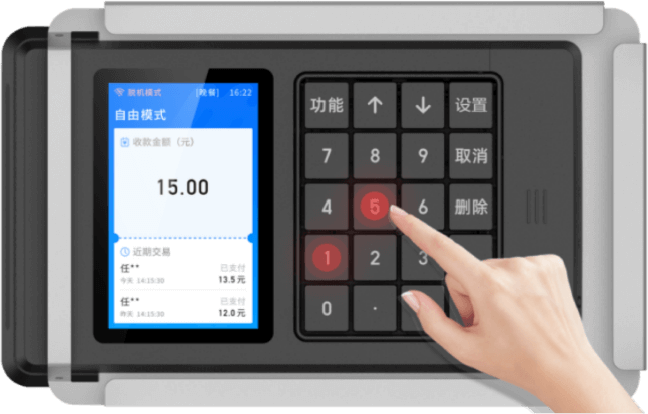 脱机模式 [晚餐] 16:22
自由模式
收款金额（元）
15.00
近期交易
任** 已支付
今天 14:15:30 13.5 元
任** 已支付
昨天 14:15:30 12.0 元
功能 ↑ ↓ 设置
7 8 9 取消
4 5 6 删除
1 2 3
0 ·